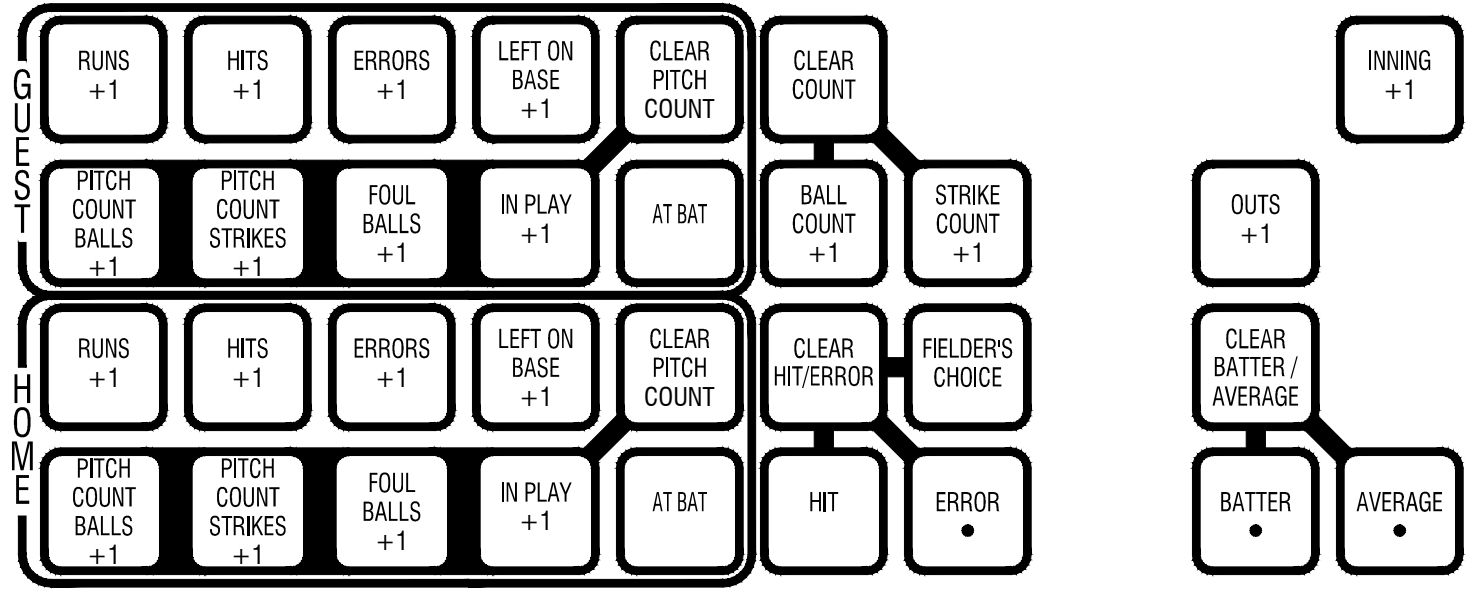 GUEST
RUNS
+1
HITS
+1
ERRORS
+1
LEFT ON
BASE
+1
CLEAR
PITCH
COUNT
CLEAR
COUNT
INNING
+1
PITCH
COUNT
BALLS
+1
PITCH
COUNT
STRIKES
+1
FOUL
BALLS
+1
IN PLAY
+1
AT BAT
BALL
COUNT
+1
STRIKE
COUNT
+1
OUTS
+1
HOME
RUNS
+1
HITS
+1
ERRORS
+1
LEFT ON
BASE
+1
CLEAR
PITCH
COUNT
CLEAR
HIT/ERROR
FIELDER'S
CHOICE
CLEAR
BATTER /
AVERAGE
PITCH
COUNT
BALLS
+1
PITCH
COUNT
STRIKES
+1
FOUL
BALLS
+1
IN PLAY
+1
AT BAT
HIT
ERROR
•
BATTER
•
AVERAGE
•